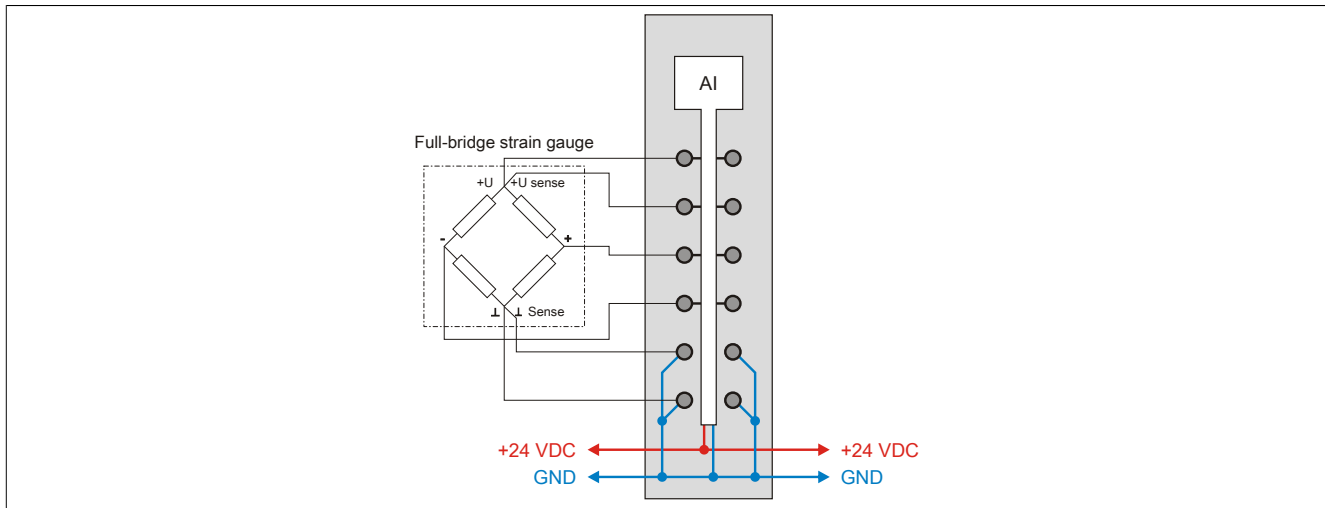 AI
Full-bridge strain gauge
+U +U sense
- +
⊥ ⊥ Sense
+24 VDC +24 VDC
GND GND